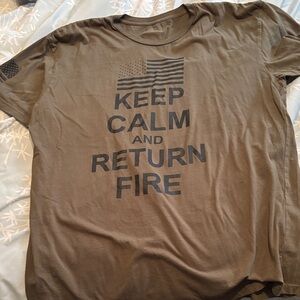 KEEP
CALM
AND
RETURN
FIRE